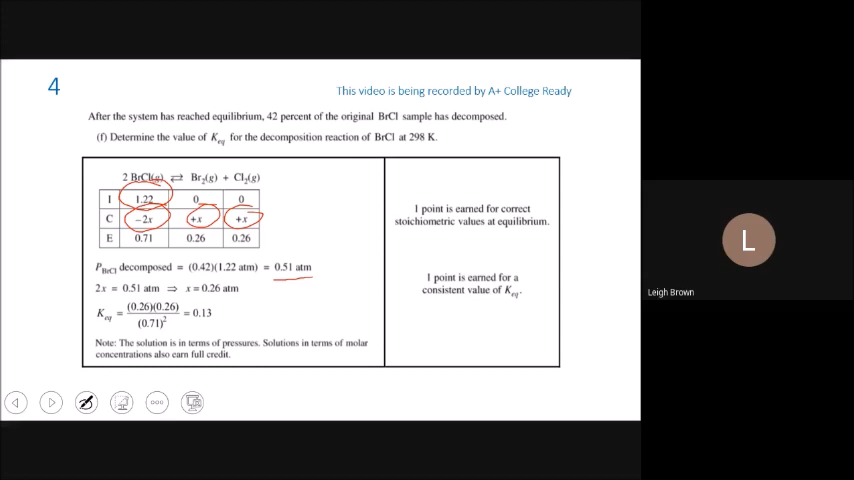 4
This video is being recorded by A+ College Ready
After the system has reached equilibrium, 42 percent of the original BrCl sample has decomposed.
(f) Determine the value of Keq for the decomposition reaction of BrCl at 298 K.
2 BrCl(g) ⇄ Br₂(g) + Cl₂(g)
I 1.22 0 0
C −2x +x +x
E 0.71 0.26 0.26
PBrCl decomposed = (0.42)(1.22 atm) = 0.51 atm
2x = 0.51 atm ⇒ x = 0.26 atm
Keq = (0.26)(0.26) / (0.71)² = 0.13
Note: The solution is in terms of pressures. Solutions in terms of molar
concentrations also earn full credit.
1 point is earned for correct
stoichiometric values at equilibrium.
1 point is earned for a
consistent value of Keq.
L
Leigh Brown